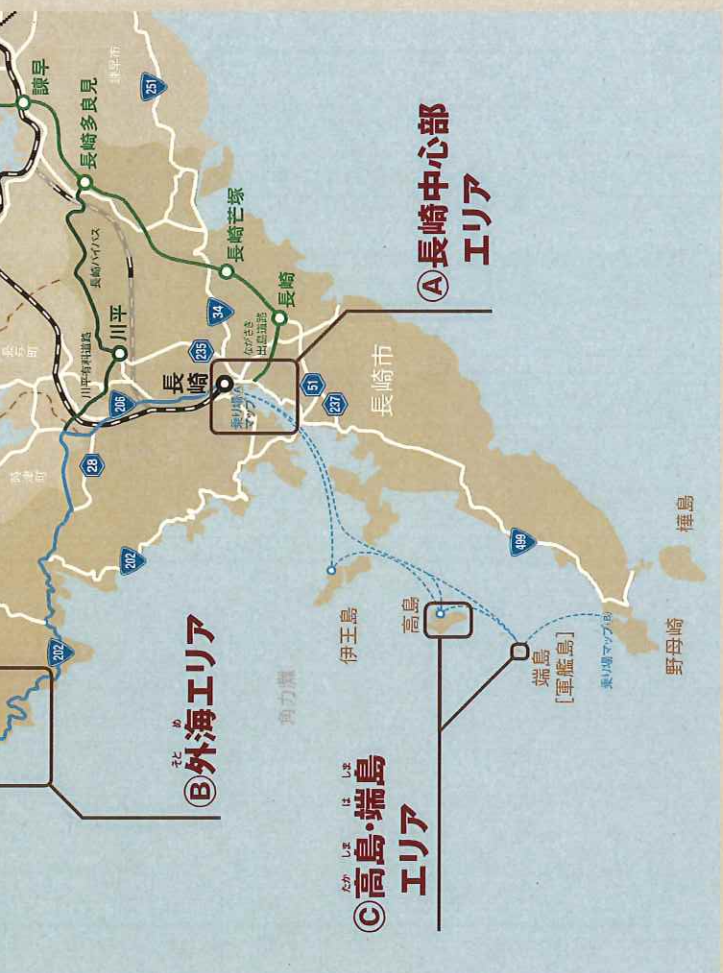 諫早
長崎多良見
諫早市
251
長崎バイパス
長崎芒塚
川平有料道路
川平
34
ながさき
出島道路
長崎
235
206
長崎
乗り場
マップ(A)
51
237
長崎市
28
202
202
Ⓐ長崎中心部
エリア
そとめ
Ⓑ外海エリア
角力灘
伊王島
高島
端島
[軍艦島]
499
樺島
野母崎
乗り場マップ(B)
たかしま はしま
Ⓒ高島・端島
エリア